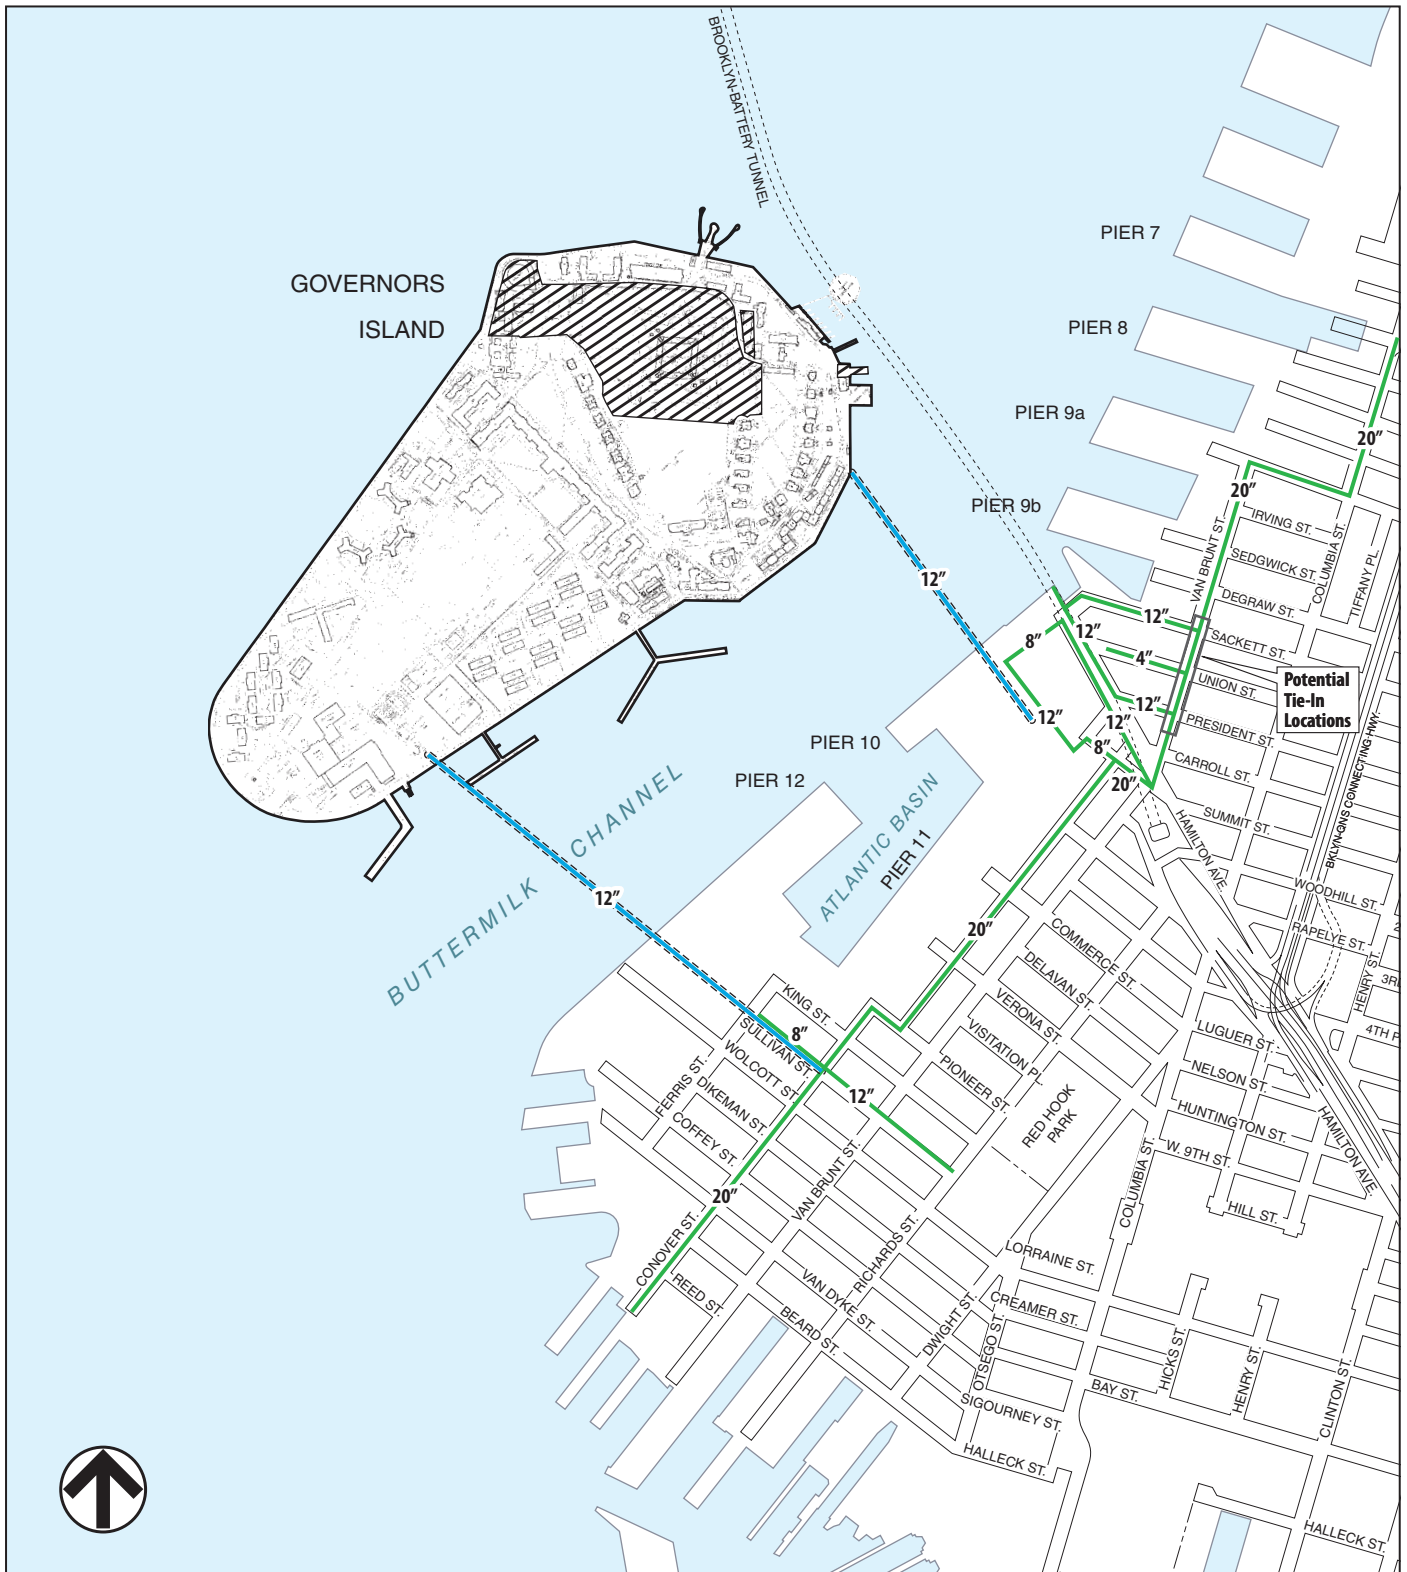 BROOKLYN-BATTERY TUNNEL
GOVERNORS
ISLAND
PIER 7
PIER 8
PIER 9a
PIER 9b
20”
20”
IRVING ST.
SEDGWICK ST.
DEGRAW ST.
SACKETT ST.
UNION ST.
PRESIDENT ST.
CARROLL ST.
SUMMIT ST.
VAN BRUNT ST.
COLUMBIA ST.
TIFFANY PL.
12”
12”
12”
8”
4”
12”
12”
12”
8”
20”
Potential
Tie-In
Locations
BKLYN-QNS CONNECTING HWY.
PIER 10
PIER 12
ATLANTIC BASIN
PIER 11
BUTTERMILK CHANNEL
12”
HAMILTON AVE.
WOODHILL ST.
RAPELYE ST.
HENRY ST.
2
3RD
4TH P
20”
COMMERCE ST.
DELAVAN ST.
VERONA ST.
VISITATION PL.
PIONEER ST.
KING ST.
SULLIVAN ST.
WOLCOTT ST.
DIKEMAN ST.
COFFEY ST.
FERRIS ST.
8”
12”
RED HOOK
PARK
LUQUER ST.
NELSON ST.
HUNTINGTON ST.
W. 9TH ST.
HILL ST.
HAMILTON AVE.
COLUMBIA ST.
20”
CONOVER ST.
VAN BRUNT ST.
RICHARDS ST.
REED ST.
VAN DYKE ST.
BEARD ST.
DWIGHT ST.
OTSEGO ST.
LORRAINE ST.
CREAMER ST.
SIGOURNEY ST.
HALLECK ST.
BAY ST.
HICKS ST.
HENRY ST.
CLINTON ST.
HALLECK ST.